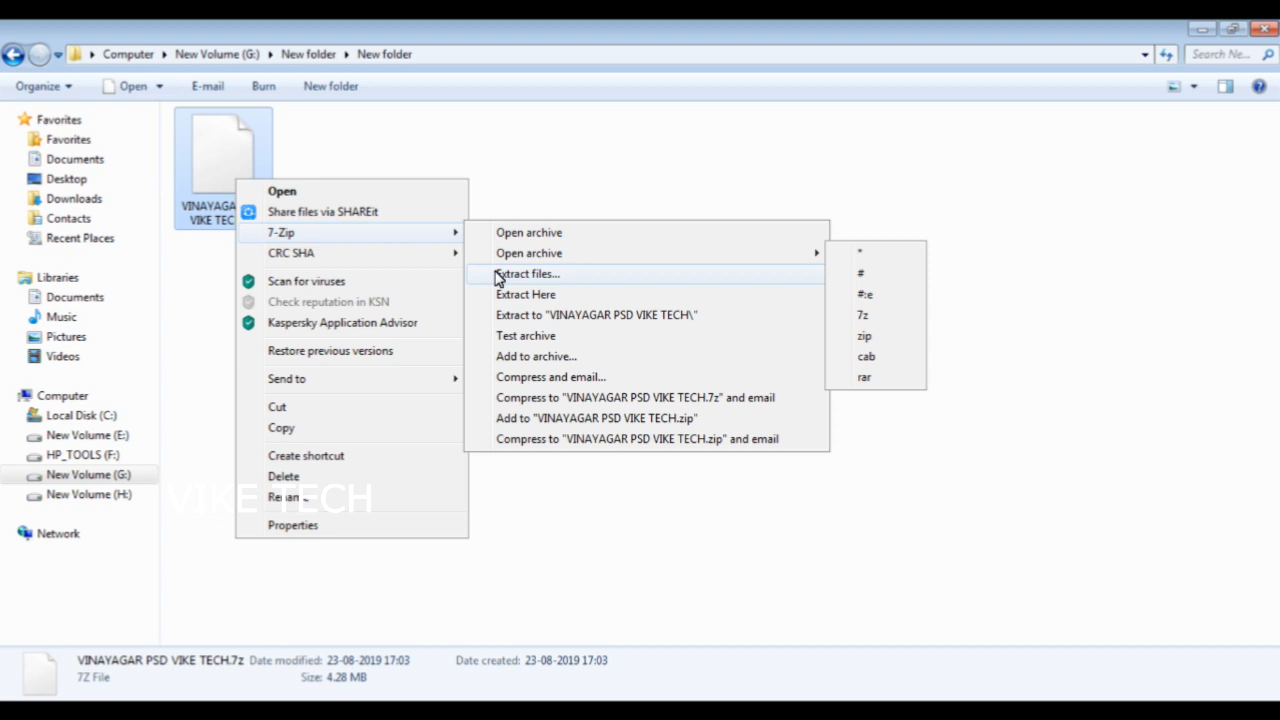 Computer New Volume (G:) New folder New folder
Search Ne...
Organize Open E-mail Burn New folder
Favorites
Favorites
Documents
Desktop
Downloads
Contacts
Recent Places
Libraries
Documents
Music
Pictures
Videos
Computer
Local Disk (C:)
New Volume (E:)
HP_TOOLS (F:)
New Volume (G:)
New Volume (H:)
Network
VINAYAGA
VIKE TEC
Open
Share files via SHAREit
7-Zip
CRC SHA
Scan for viruses
Check reputation in KSN
Kaspersky Application Advisor
Restore previous versions
Send to
Cut
Copy
Create shortcut
Delete
Rename
Properties
Open archive
Open archive
Extract files...
Extract Here
Extract to "VINAYAGAR PSD VIKE TECH\"
Test archive
Add to archive...
Compress and email...
Compress to "VINAYAGAR PSD VIKE TECH.7z" and email
Add to "VINAYAGAR PSD VIKE TECH.zip"
Compress to "VINAYAGAR PSD VIKE TECH.zip" and email
*
#
#:e
7z
zip
cab
rar
VIKE TECH
VINAYAGAR PSD VIKE TECH.7z Date modified: 23-08-2019 17:03 Date created: 23-08-2019 17:03
7Z File Size: 4.28 MB